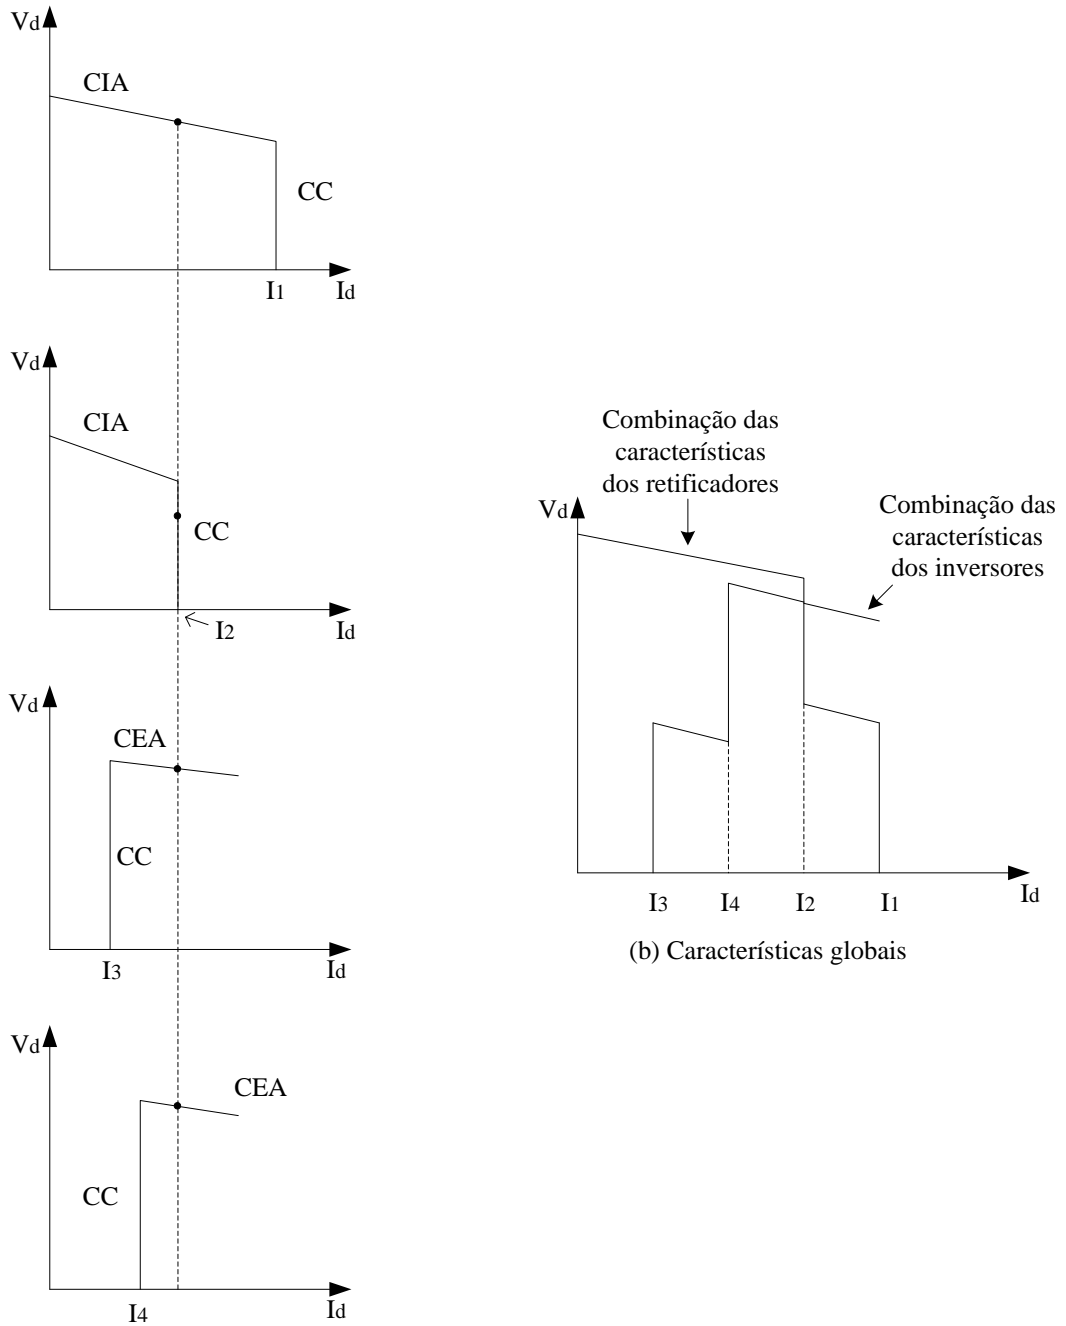 Vd
CIA
CC
I1
Id
Vd
CIA
CC
I2
Id
Vd
CEA
CC
I3
Id
Vd
CEA
CC
I4
Id
Combinação das
características
dos retificadores
Vd
Combinação das
características
dos inversores
I3
I4
I2
I1
Id
(b) Características globais